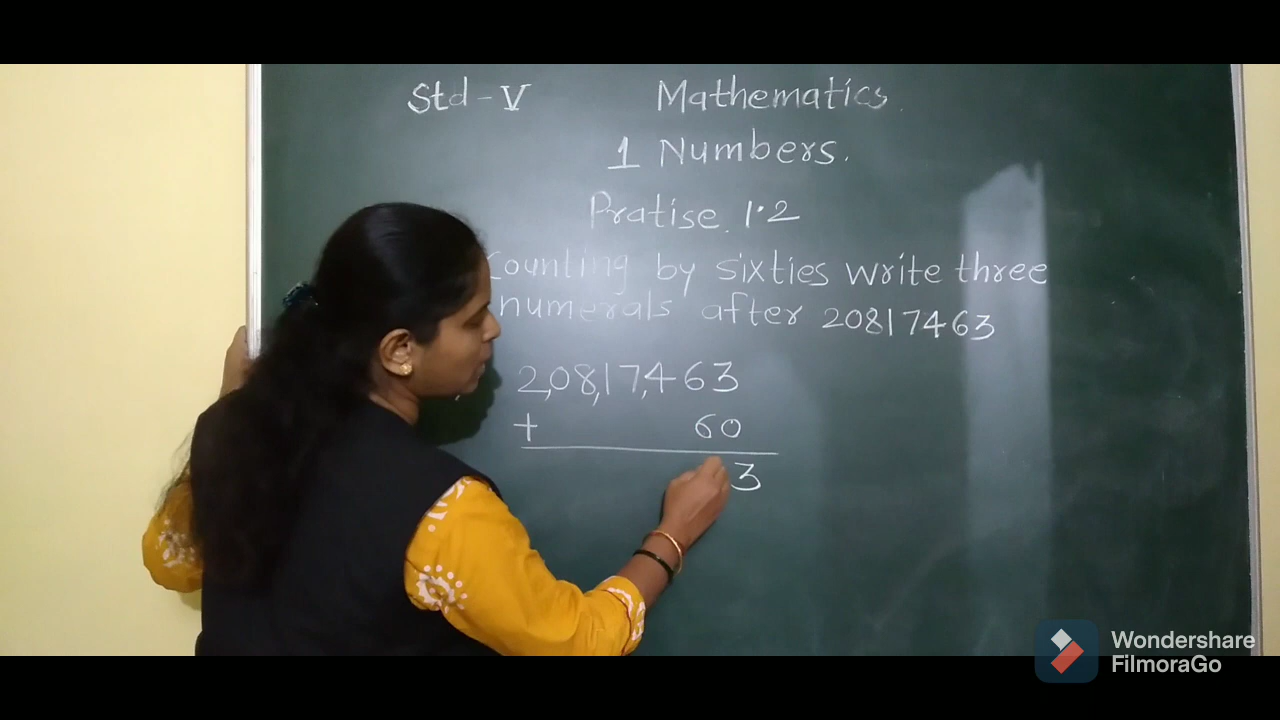 Std - V
Mathematics.
1 Numbers.
Pratise. 1.2
Counting by sixties write three
numerals after 20817463
2,08,17,463
+ 60
3
Wondershare
FilmoraGo